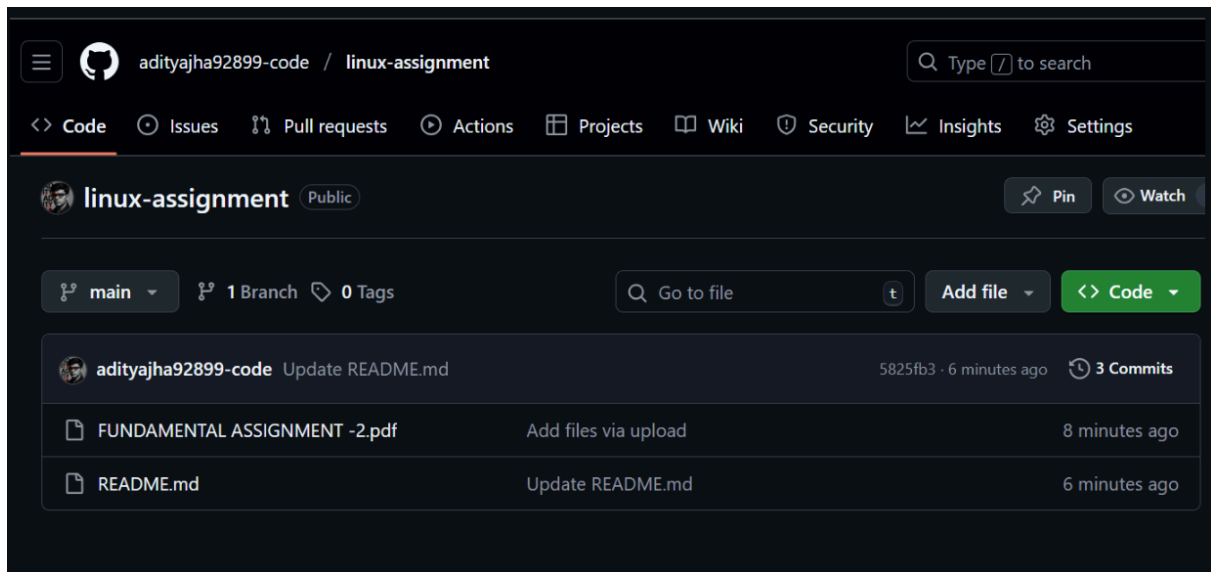 adityajha92899-code / linux-assignment Type / to search
Code Issues Pull requests Actions Projects Wiki Security Insights Settings
linux-assignment Public Pin Watch
main 1 Branch 0 Tags Go to file t Add file Code
adityajha92899-code Update README.md 5825fb3 · 6 minutes ago 3 Commits
FUNDAMENTAL ASSIGNMENT -2.pdf Add files via upload 8 minutes ago
README.md Update README.md 6 minutes ago